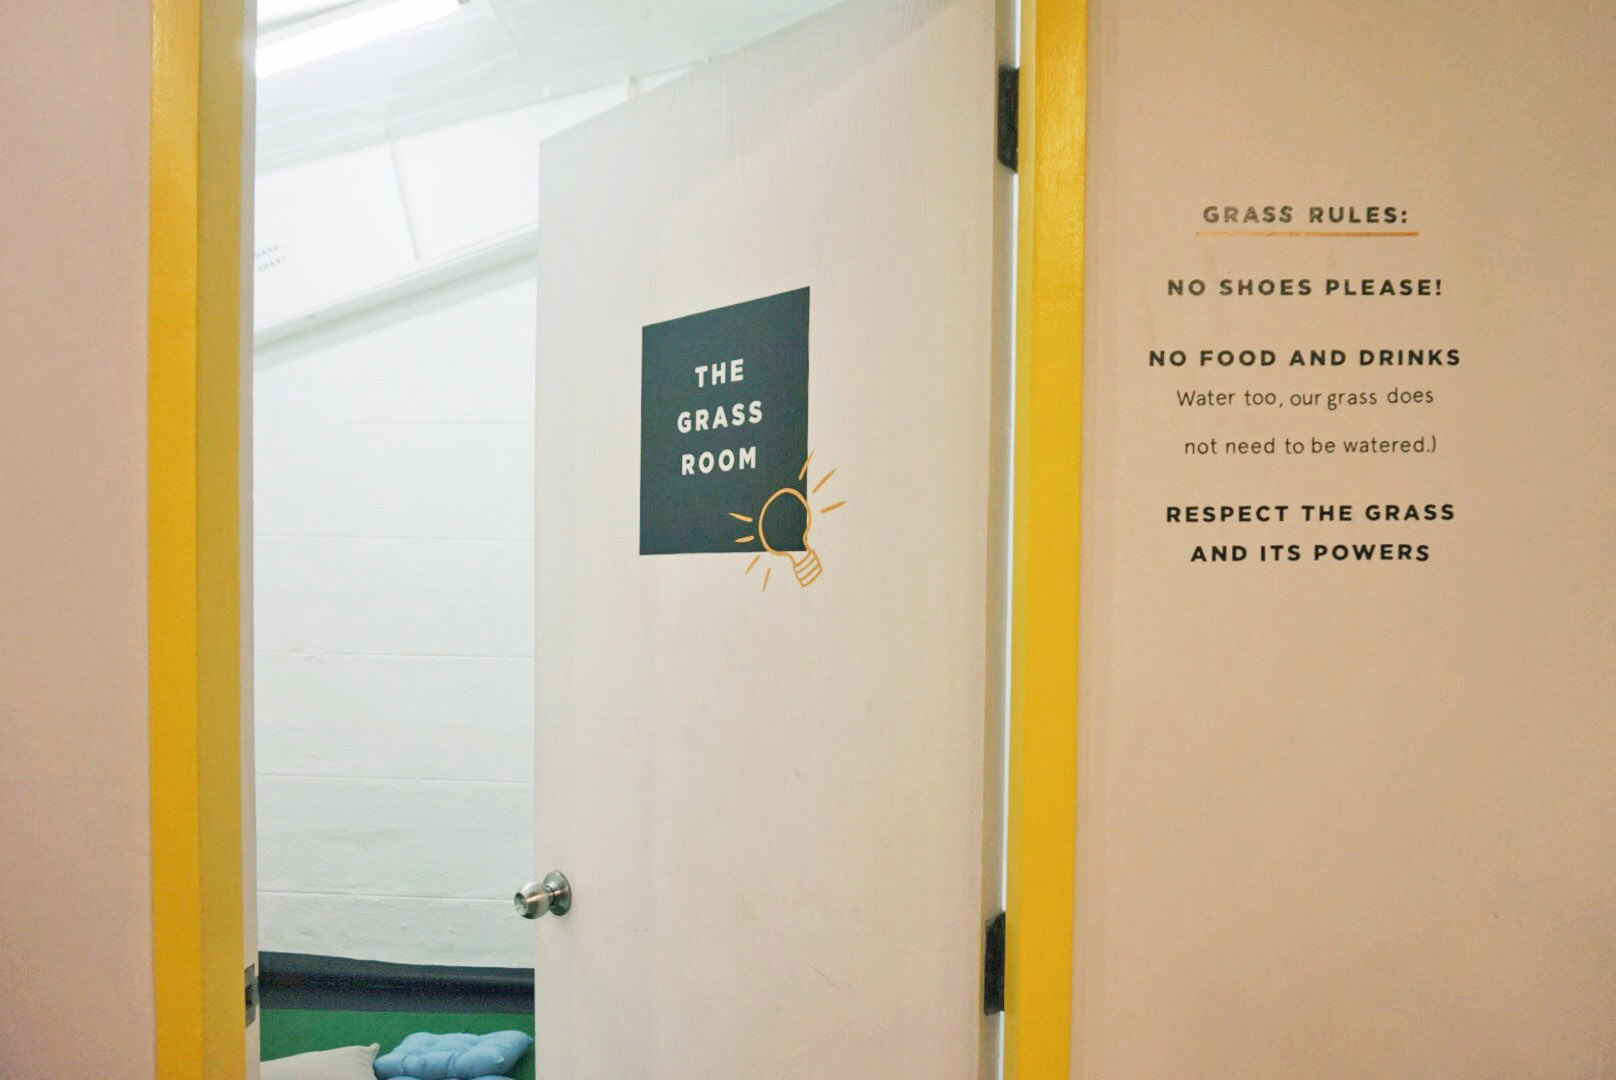 THE
GRASS
ROOM
GRASS RULES:
NO SHOES PLEASE!
NO FOOD AND DRINKS
Water too, our grass does
not need to be watered.)
RESPECT THE GRASS
AND ITS POWERS